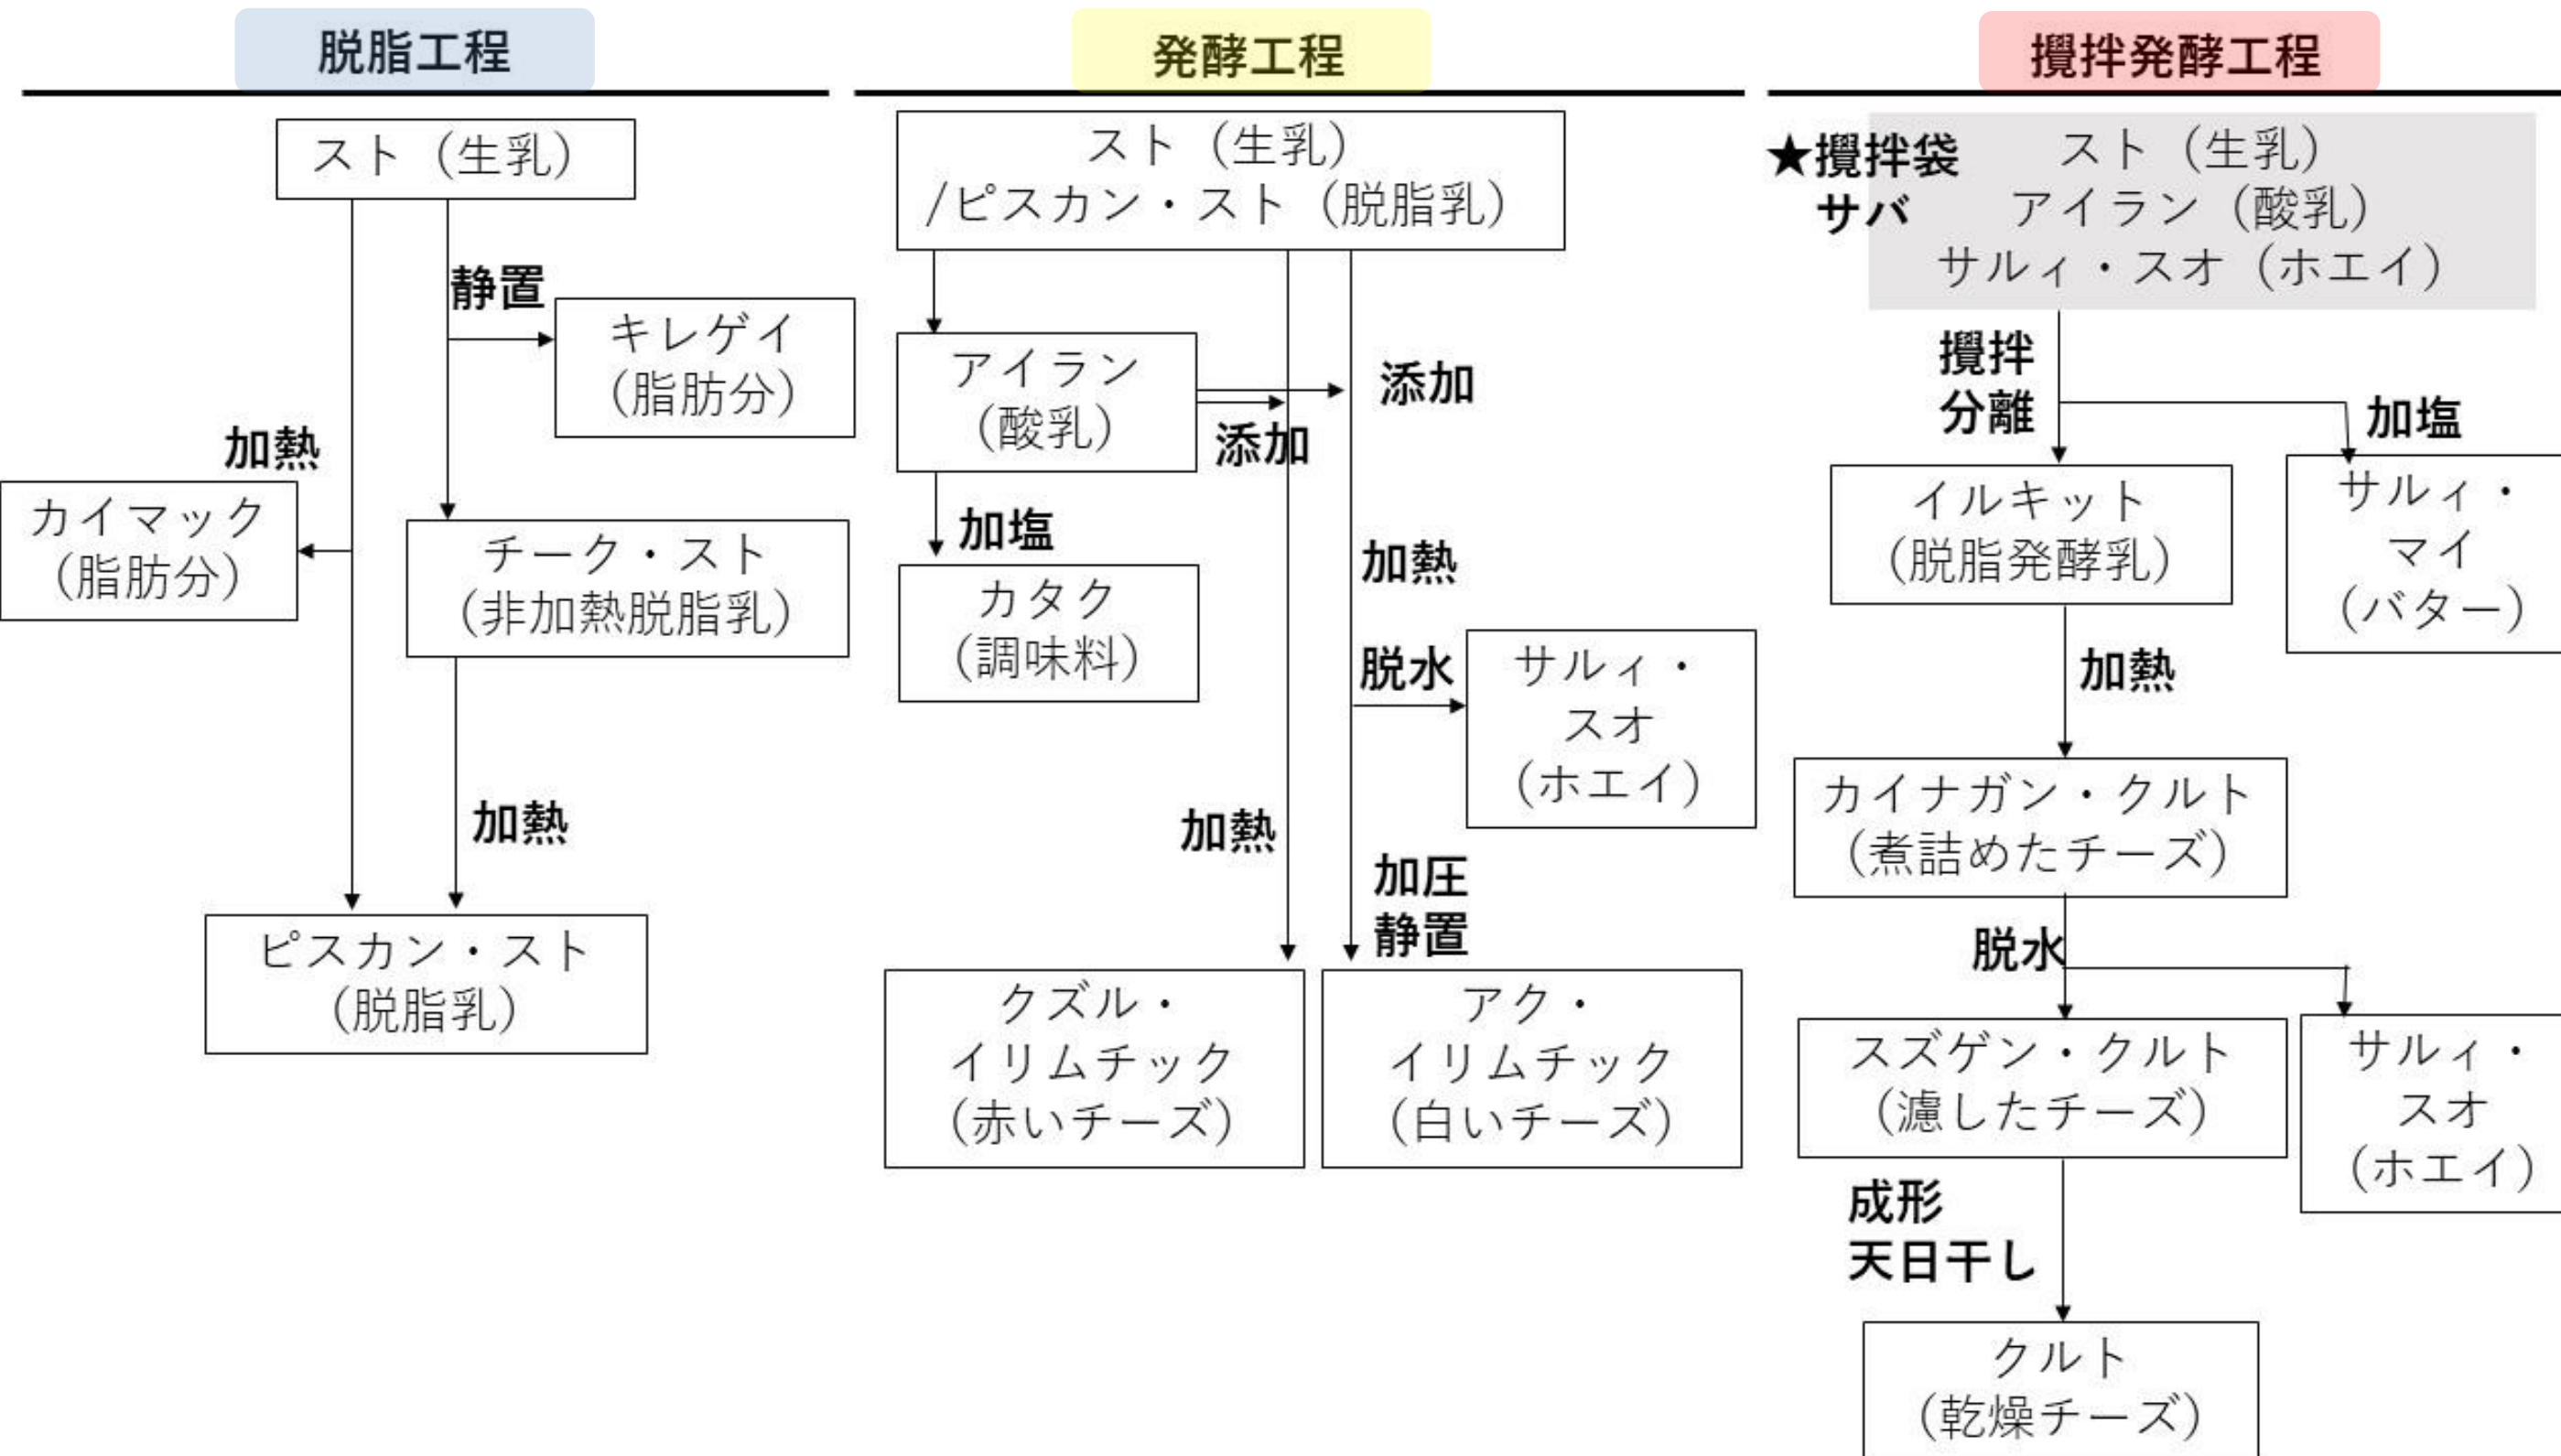 脱脂工程
スト（生乳）
静置
キレゲイ
（脂肪分）
加熱
カイマック
（脂肪分）
チーク・スト
（非加熱脱脂乳）
加熱
ピスカン・スト
（脱脂乳）
発酵工程
スト（生乳）
/ピスカン・スト（脱脂乳）
アイラン
（酸乳）
添加
添加
加塩
カタク
（調味料）
加熱
脱水
サルィ・
スオ
（ホエイ）
加熱
加圧
静置
クズル・
イリムチック
（赤いチーズ）
アク・
イリムチック
（白いチーズ）
攪拌発酵工程
★攪拌袋
サバ
スト（生乳）
アイラン（酸乳）
サルィ・スオ（ホエイ）
攪拌
分離
加塩
イルキット
（脱脂発酵乳）
サルィ・
マイ
（バター）
加熱
カイナガン・クルト
（煮詰めたチーズ）
脱水
スズゲン・クルト
（濾したチーズ）
サルィ・
スオ
（ホエイ）
成形
天日干し
クルト
（乾燥チーズ）